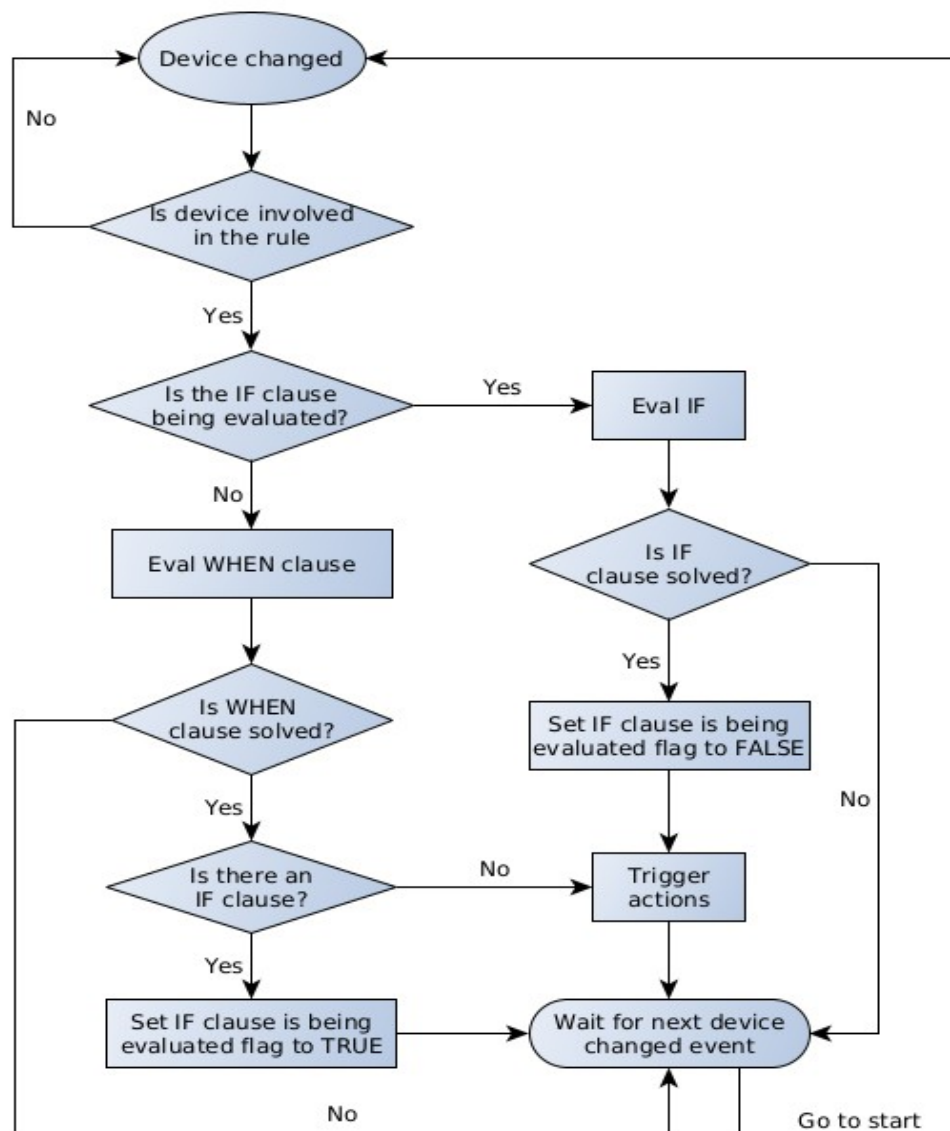 Device changed
No
Is device involved
in the rule
Yes
Is the IF clause
being evaluated?
Yes
Eval IF
No
Eval WHEN clause
Is IF
clause solved?
Yes
Is WHEN
clause solved?
Set IF clause is being
evaluated flag to FALSE
No
Yes
Is there an
IF clause?
No
Trigger
actions
Yes
Set IF clause is being
evaluated flag to TRUE
Wait for next device
changed event
No
Go to start